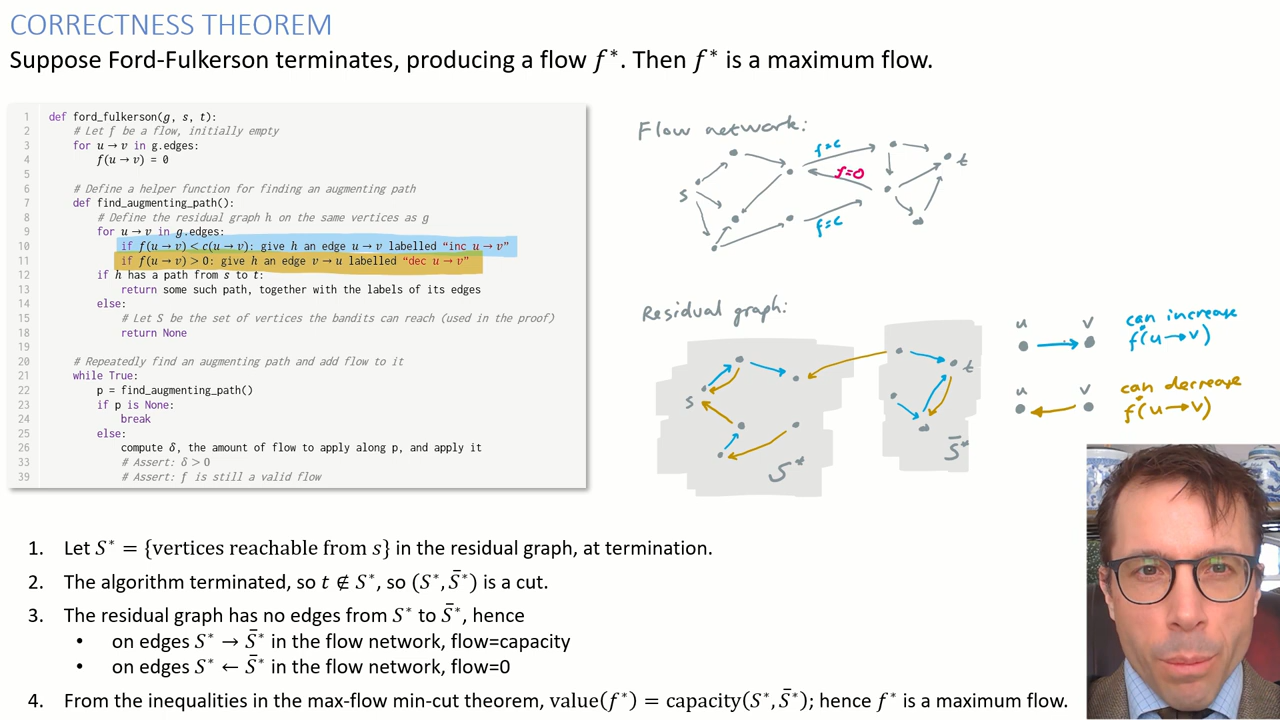 CORRECTNESS THEOREM
Suppose Ford-Fulkerson terminates, producing a flow f*. Then f* is a maximum flow.
1 def ford_fulkerson(g, s, t):
2 # Let f be a flow, initially empty
3 for u → v in g.edges:
4 f(u → v) = 0
5
6 # Define a helper function for finding an augmenting path
7 def find_augmenting_path():
8 # Define the residual graph h on the same vertices as g
9 for u → v in g.edges:
10 if f(u → v) < c(u → v): give h an edge u → v labelled “inc u → v”
11 if f(u → v) > 0: give h an edge v → u labelled “dec u → v”
12 if h has a path from s to t:
13 return some such path, together with the labels of its edges
14 else:
15 # Let S be the set of vertices the bandits can reach (used in the proof)
18 return None
19
20 # Repeatedly find an augmenting path and add flow to it
21 while True:
22 p = find_augmenting_path()
23 if p is None:
24 break
25 else:
26 compute δ, the amount of flow to apply along p, and apply it
33 # Assert: δ > 0
39 # Assert: f is still a valid flow
Flow network:
s
f=c
f=0
f=c
t
Residual graph:
s
S*
t
S̄*
u v can increase
f(u→v)
u v can decrease
f(u→v)
1. Let S* = {vertices reachable from s} in the residual graph, at termination.
2. The algorithm terminated, so t ∉ S*, so (S*, S̄*) is a cut.
3. The residual graph has no edges from S* to S̄*, hence
• on edges S* → S̄* in the flow network, flow=capacity
• on edges S* ← S̄* in the flow network, flow=0
4. From the inequalities in the max-flow min-cut theorem, value(f*) = capacity(S*, S̄*); hence f* is a maximum flow.